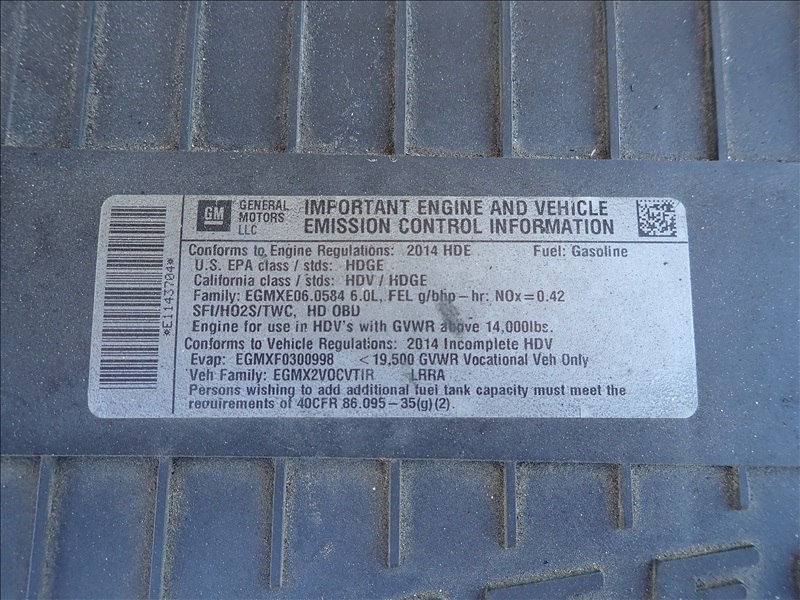 GM GENERAL MOTORS LLC
IMPORTANT ENGINE AND VEHICLE
EMISSION CONTROL INFORMATION
Conforms to Engine Regulations: 2014 HDE Fuel: Gasoline
U.S. EPA class / stds: HDGE
California class / stds: HDV / HDGE
Family: EGMXE06.0584 6.0L, FEL g/bhp-hr: NOx=0.42
SFI/HO2S/TWC, HD OBD
Engine for use in HDV's with GVWR above 14,000lbs.
Conforms to Vehicle Regulations: 2014 Incomplete HDV
Evap: EGMXF0300998 <19,500 GVWR Vocational Veh Only
Veh Family: EGMX2VOCVTIR LRRA
Persons wishing to add additional fuel tank capacity must meet the
requirements of 40CFR 86.095-35(g)(2).
*E1143704*